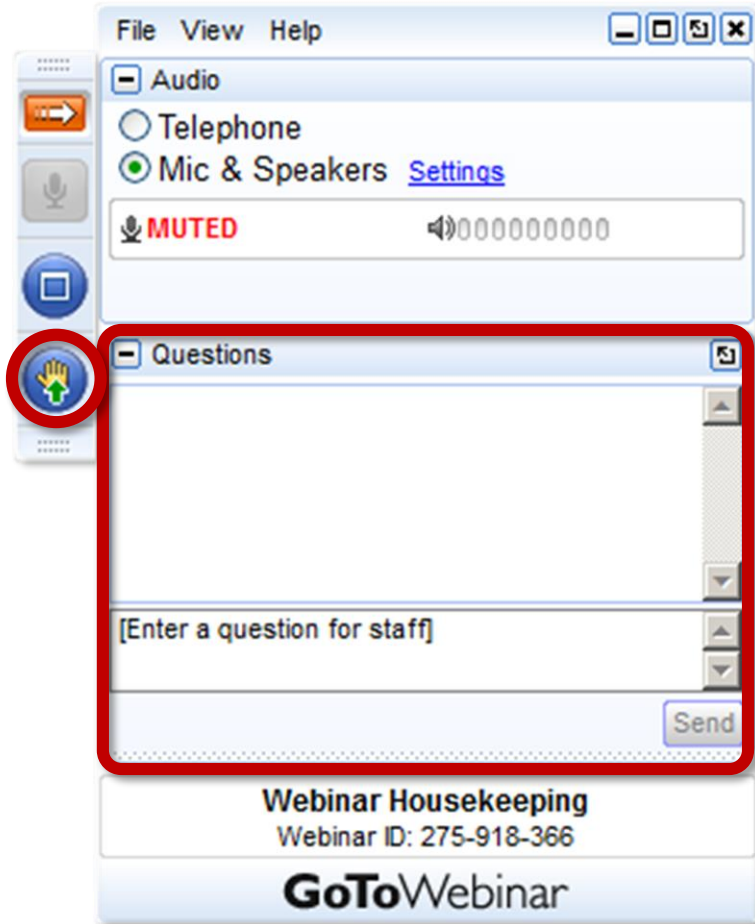 File View Help
Audio
Telephone
Mic & Speakers Settings
MUTED
Questions
[Enter a question for staff]
Send
Webinar Housekeeping
Webinar ID: 275-918-366
GoToWebinar